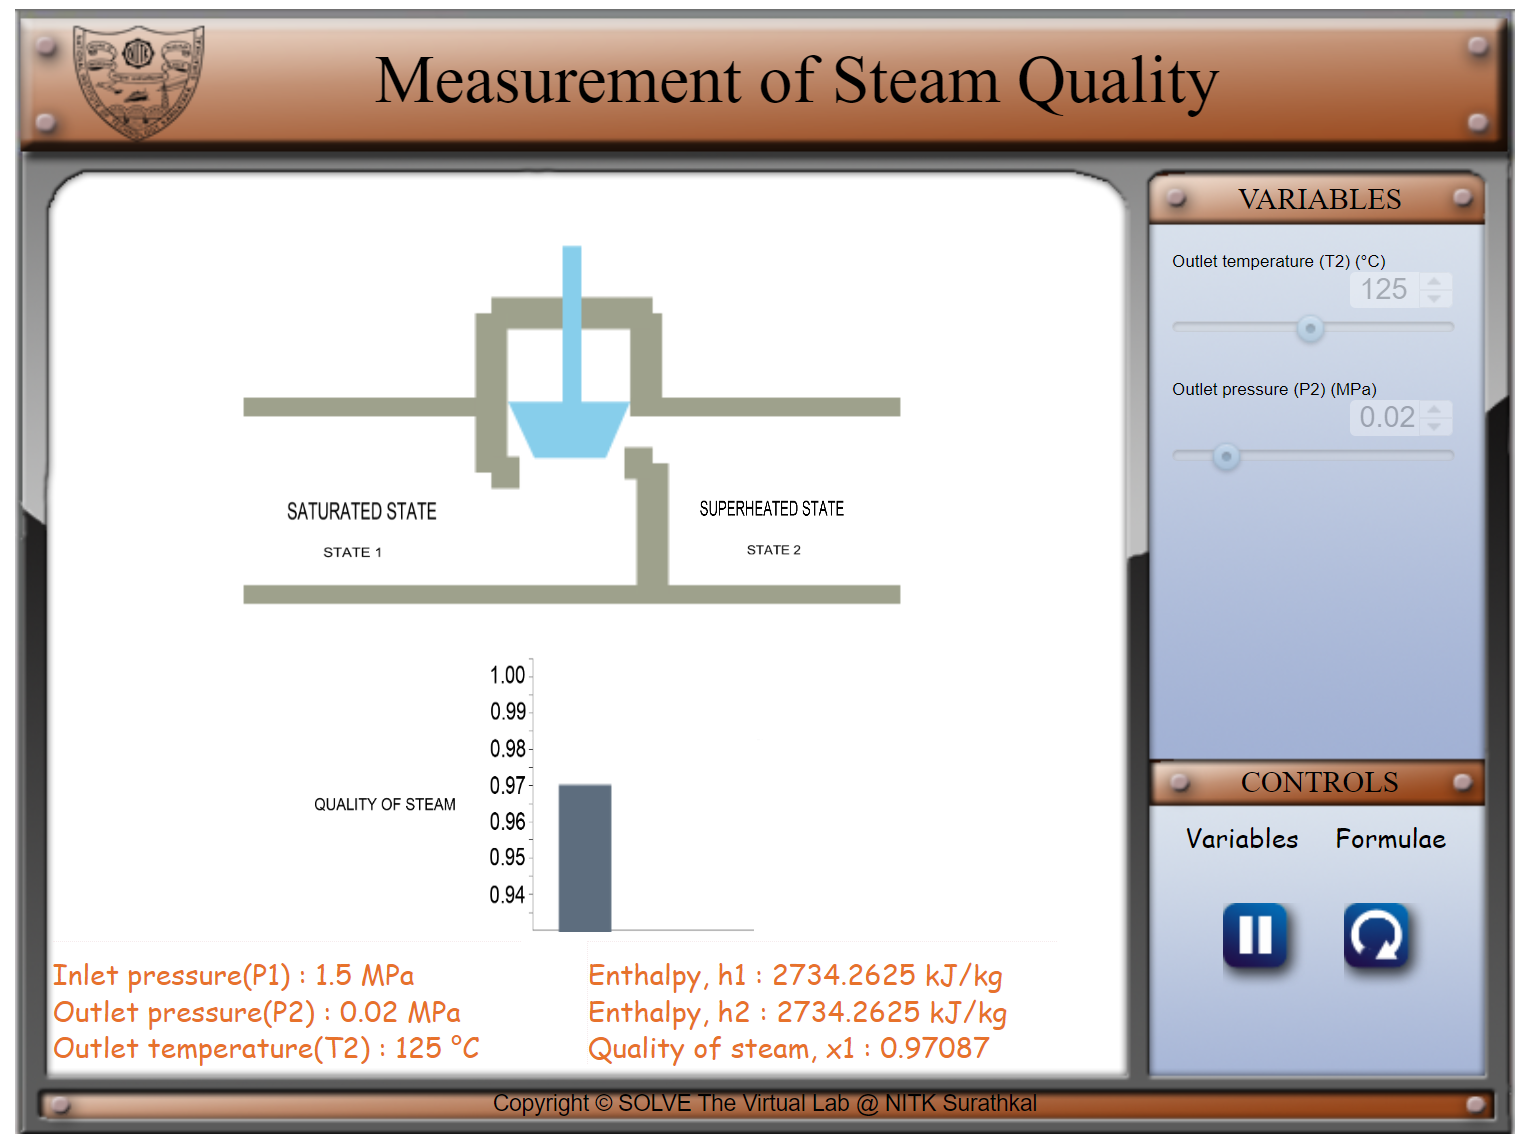 Measurement of Steam Quality
NITK
VARIABLES
Outlet temperature (T2) (°C)
125
Outlet pressure (P2) (MPa)
0.02
SATURATED STATE
STATE 1
SUPERHEATED STATE
STATE 2
1.00
0.99
0.98
0.97
0.96
0.95
0.94
QUALITY OF STEAM
CONTROLS
Variables
Formulae
Inlet pressure(P1) : 1.5 MPa
Outlet pressure(P2) : 0.02 MPa
Outlet temperature(T2) : 125 °C
Enthalpy, h1 : 2734.2625 kJ/kg
Enthalpy, h2 : 2734.2625 kJ/kg
Quality of steam, x1 : 0.97087
Copyright © SOLVE The Virtual Lab @ NITK Surathkal